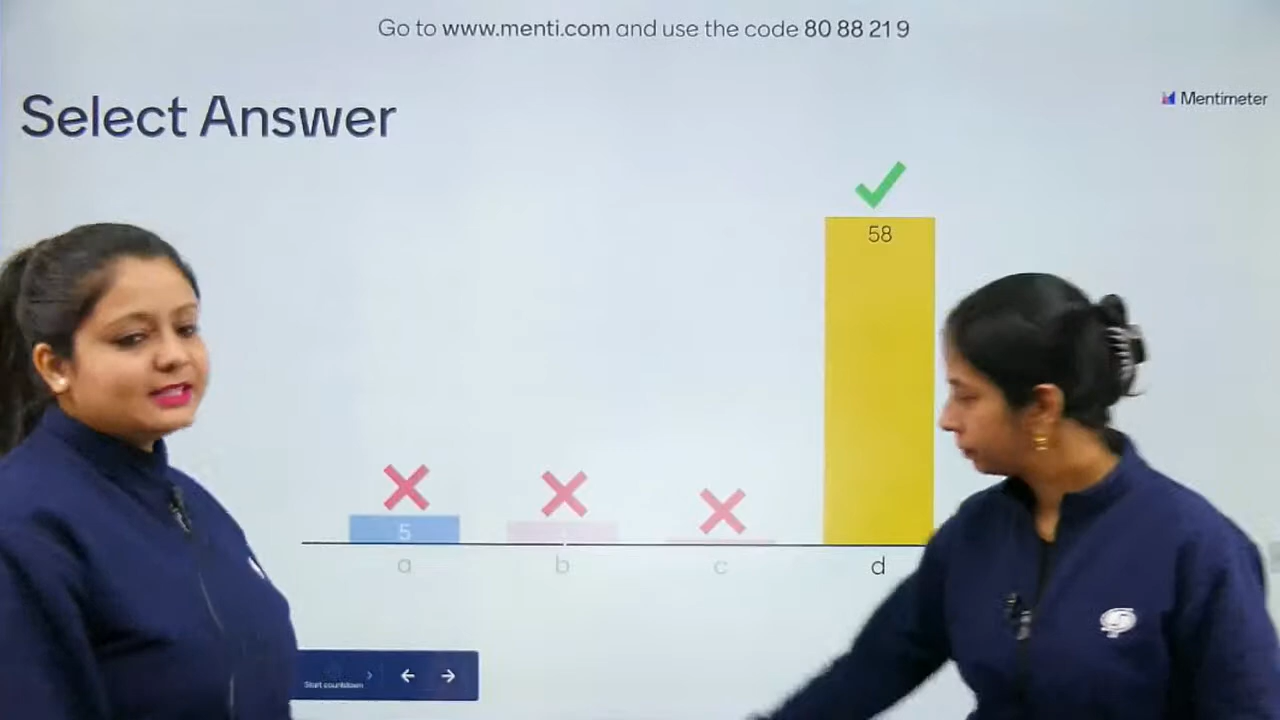 Go to www.menti.com and use the code 80 88 21 9
Select Answer
Mentimeter
58
5
a
b
c
d
Start countdown